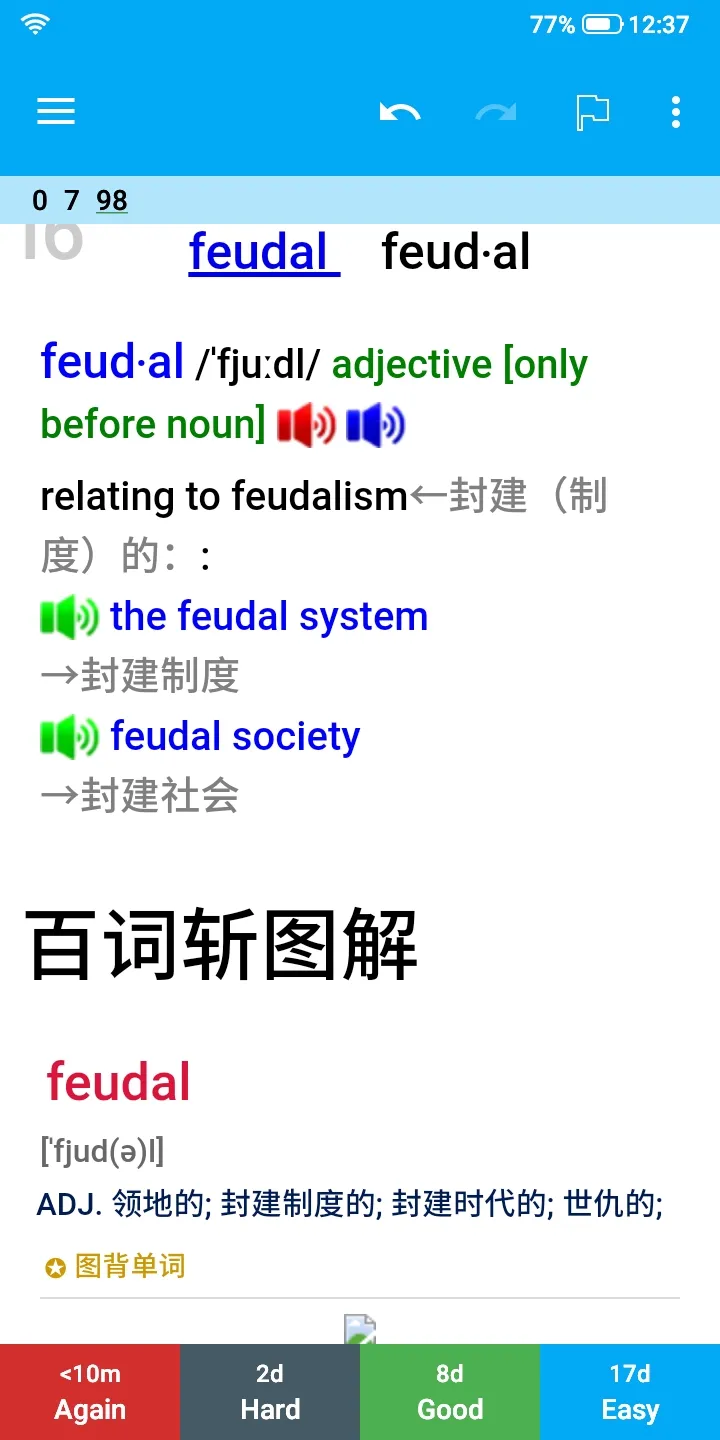 77% 12:37
0 7 98
16
feudal feud·al
feud·al /ˈfjuːdl/ adjective [only
before noun]
relating to feudalism←封建（制
度）的：:
the feudal system
→封建制度
feudal society
→封建社会
百词斩图解
feudal
['fjud(ə)l]
ADJ. 领地的; 封建制度的; 封建时代的; 世仇的;
图背单词
<10m 2d 8d 17d
Again Hard Good Easy